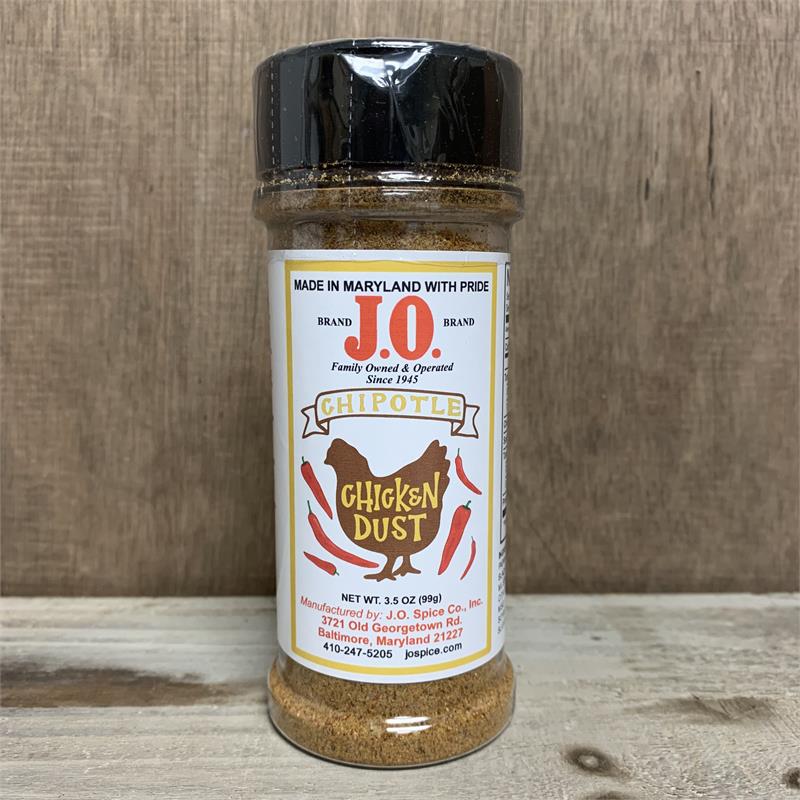 MADE IN MARYLAND WITH PRIDE
BRAND J.O. BRAND
Family Owned & Operated
Since 1945
CHIPOTLE
CHICKEN
DUST
NET WT. 3.5 OZ (99g)
Manufactured by: J.O. Spice Co., Inc.
3721 Old Georgetown Rd.
Baltimore, Maryland 21227
410-247-5205 jospice.com